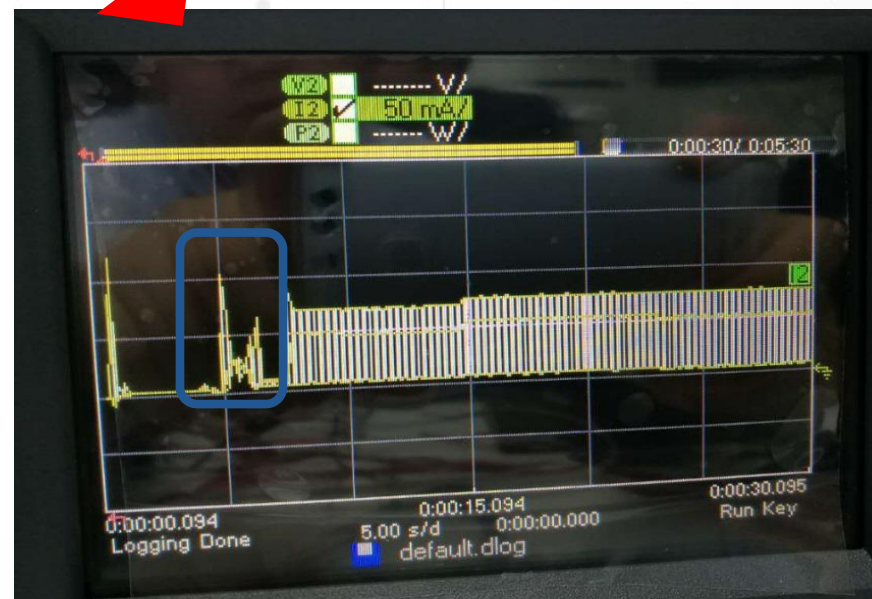 V2 ------- V/
I2 50 mA/
P2 ------ W/
0:00:30/ 0:05:30
I2
0:00:00.094 0:00:15.094 0:00:30.095
Logging Done 5.00 s/d 0:00:00.000 Run Key
default.dlog